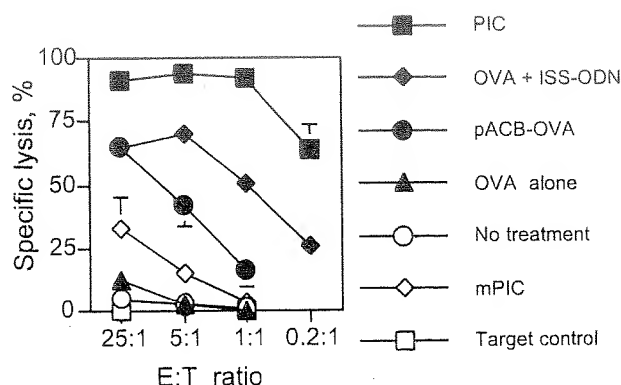 PIC
OVA + ISS-ODN
pACB-OVA
OVA alone
No treatment
mPIC
Target control
Specific lysis, %
100
75
50
25
0
25:1 5:1 1:1 0.2:1
E:T ratio